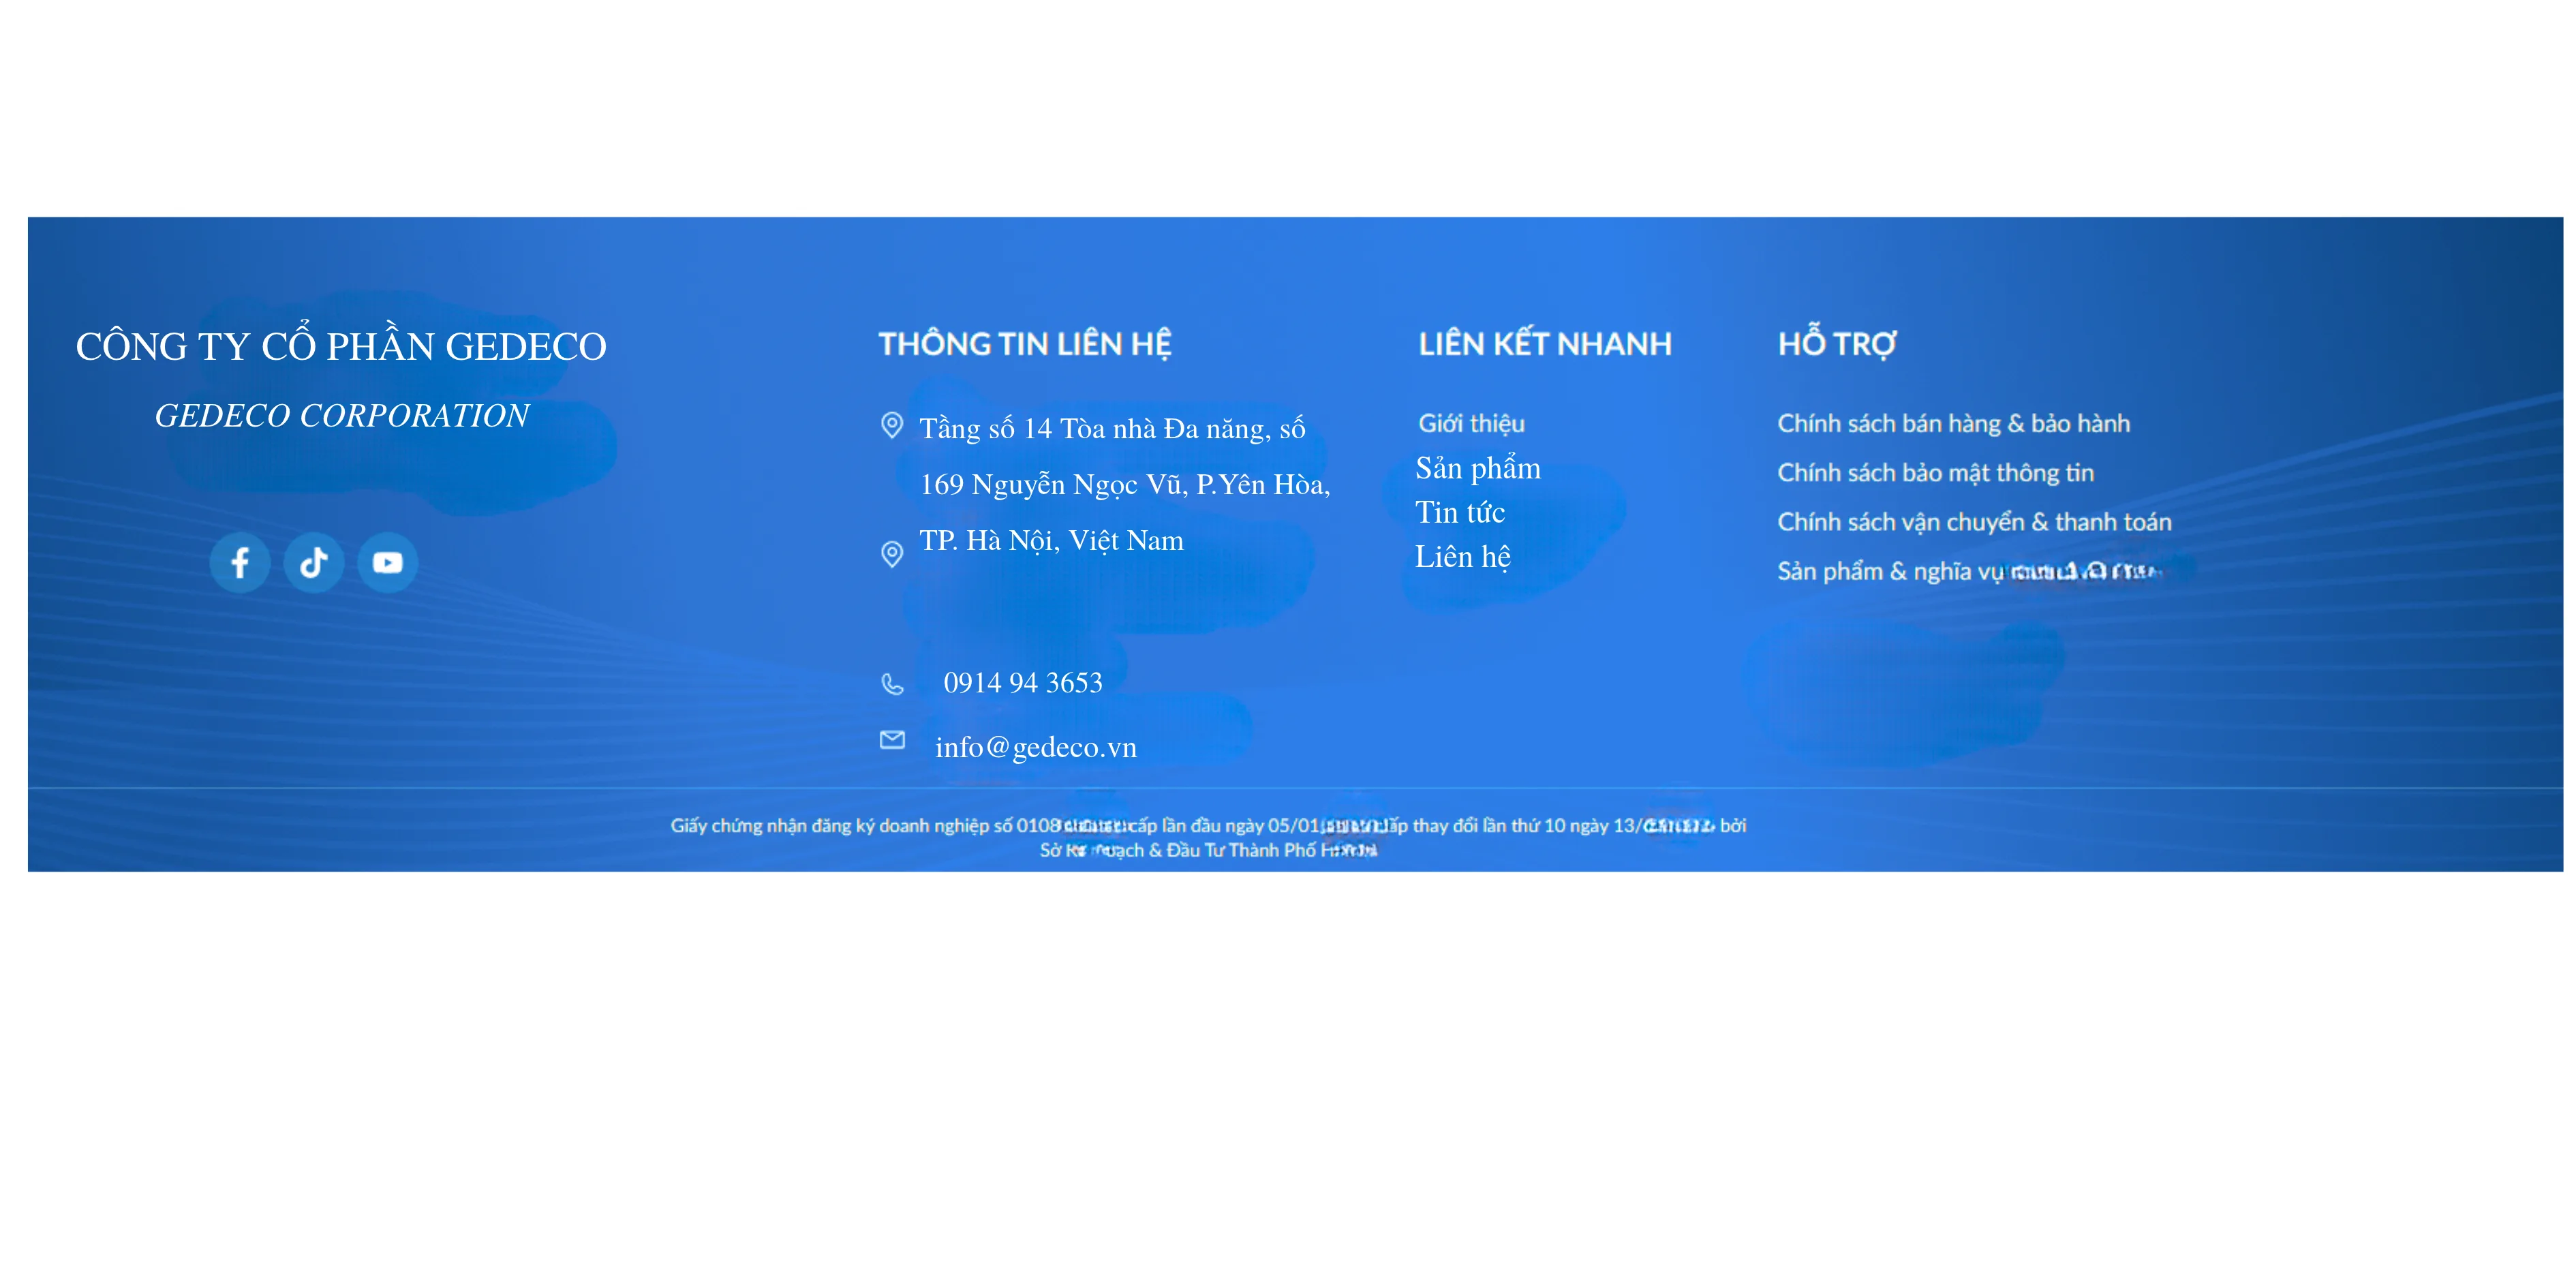 CÔNG TY CỔ PHẦN GEDECO
GEDECO CORPORATION
THÔNG TIN LIÊN HỆ
Tầng số 14 Tòa nhà Đa năng, số
169 Nguyễn Ngọc Vũ, P.Yên Hòa,
TP. Hà Nội, Việt Nam
0914 94 3653
info@gedeco.vn
LIÊN KẾT NHANH
Giới thiệu
Sản phẩm
Tin tức
Liên hệ
HỖ TRỢ
Chính sách bán hàng & bảo hành
Chính sách bảo mật thông tin
Chính sách vận chuyển & thanh toán
Sản phẩm & nghĩa vụ
Giấy chứng nhận đăng ký doanh nghiệp số cấp lần đầu ngày thay đổi lần thứ 10 ngày bởi
Sở & Đầu Tư Thành Phố